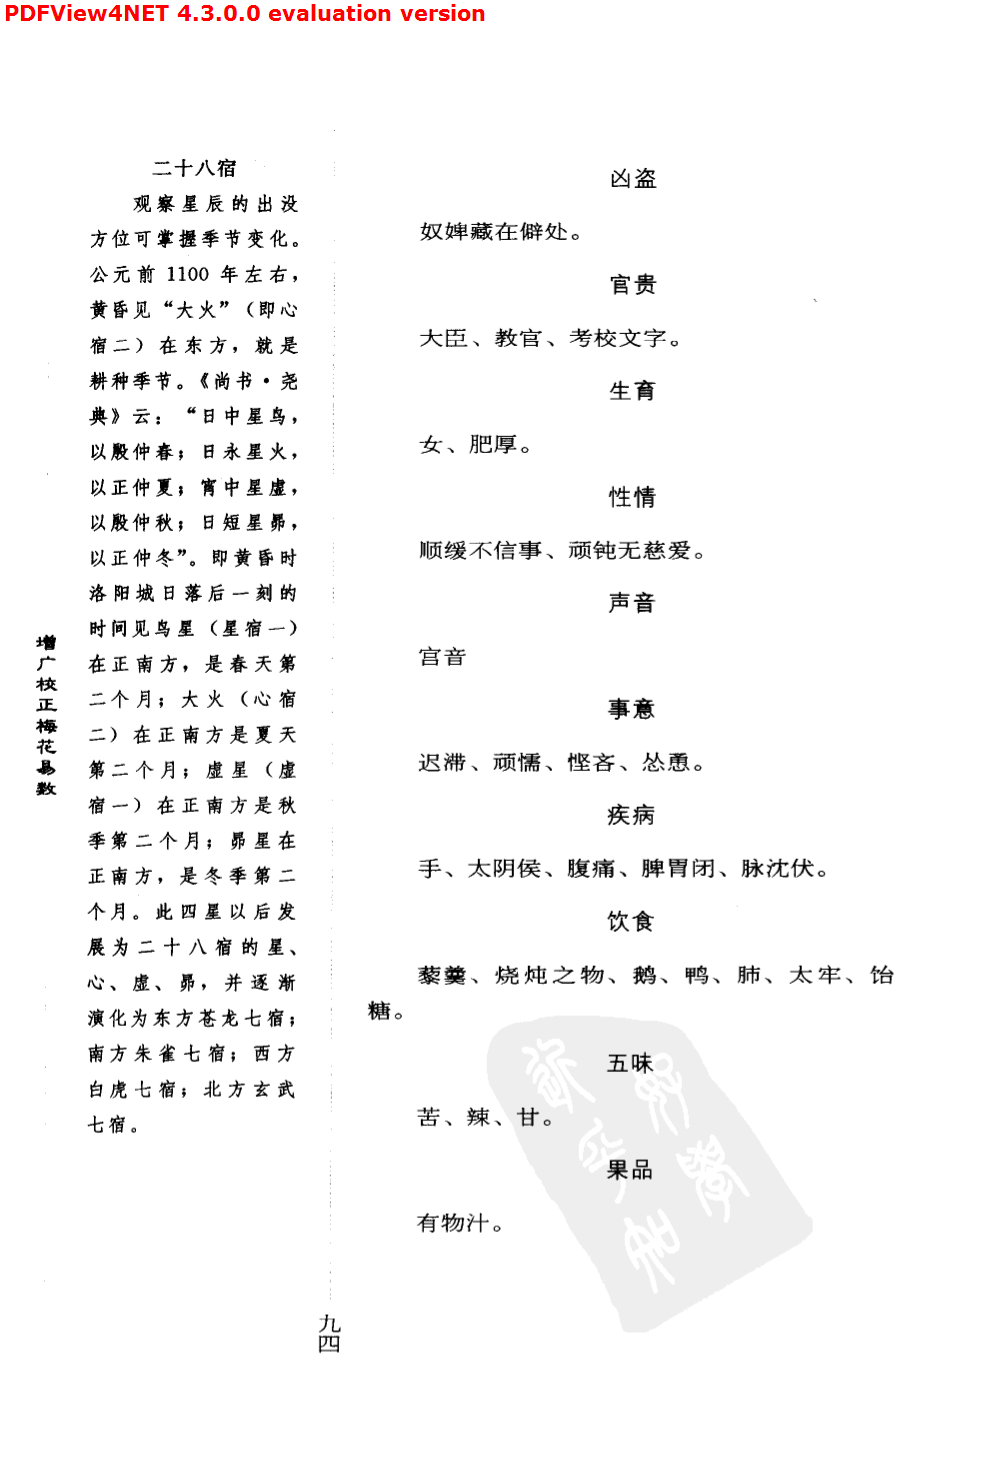 PDFView4NET 4.3.0.0 evaluation version
二十八宿
观察星辰的出没
方位可掌握季节变化。
公元前 1100 年左右，
黄昏见“大火”（即心
宿二）在东方，就是
耕种季节。《尚书·尧
典》云：“日中星鸟，
以殷仲春；日永星火，
以正仲夏；宵中星虚，
以殷仲秋；日短星昴，
以正仲冬”。即黄昏时
洛阳城日落后一刻的
时间见鸟星（星宿一）
在正南方，是春天第
二个月；大火（心宿
二）在正南方是夏天
第二个月；虚星（虚
宿一）在正南方是秋
季第二个月；昴星在
正南方，是冬季第二
个月。此四星以后发
展为二十八宿的星、
心、虚、昴，并逐渐
演化为东方苍龙七宿；
南方朱雀七宿；西方
白虎七宿；北方玄武
七宿。
增广校正梅花易数
凶盗
奴婢藏在僻处。
官贵
大臣、教官、考校文字。
生育
女、肥厚。
性情
顺缓不信事、顽钝无慈爱。
声音
宫音
事意
迟滞、顽懦、悭吝、怂恿。
疾病
手、太阴侯、腹痛、脾胃闭、脉沈伏。
饮食
藜羹、烧炖之物、鹅、鸭、肺、太牢、饴
糖。
五味
苦、辣、甘。
果品
有物汁。
九四